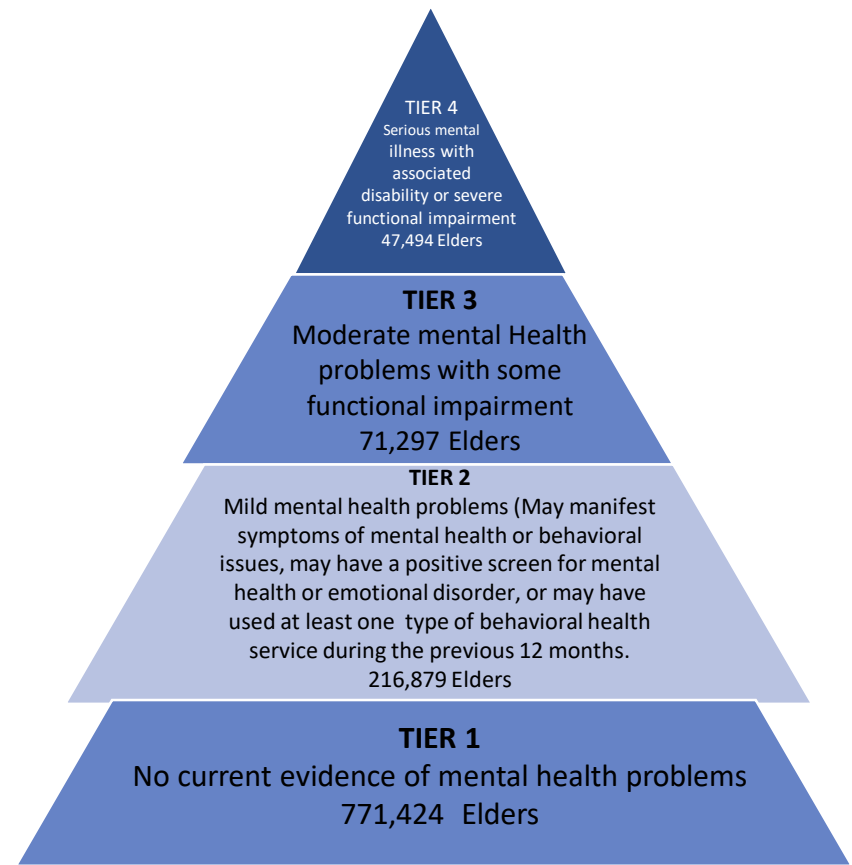 TIER 4
Serious mental
illness with
associated
disability or severe
functional impairment
47,494 Elders
TIER 3
Moderate mental Health
problems with some
functional impairment
71,297 Elders
TIER 2
Mild mental health problems (May manifest
symptoms of mental health or behavioral
issues, may have a positive screen for mental
health or emotional disorder, or may have
used at least one type of behavioral health
service during the previous 12 months.
216,879 Elders
TIER 1
No current evidence of mental health problems
771,424 Elders